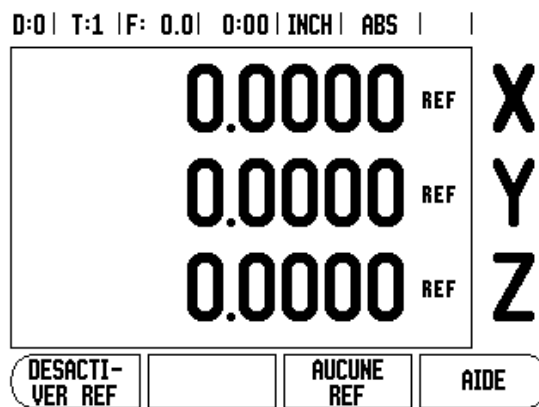 D:0| T:1 |F: 0.0| 0:00| INCH| ABS | |
0.0000 REF X
0.0000 REF Y
0.0000 REF Z
DESACTI-
VER REF
AUCUNE
REF
AIDE